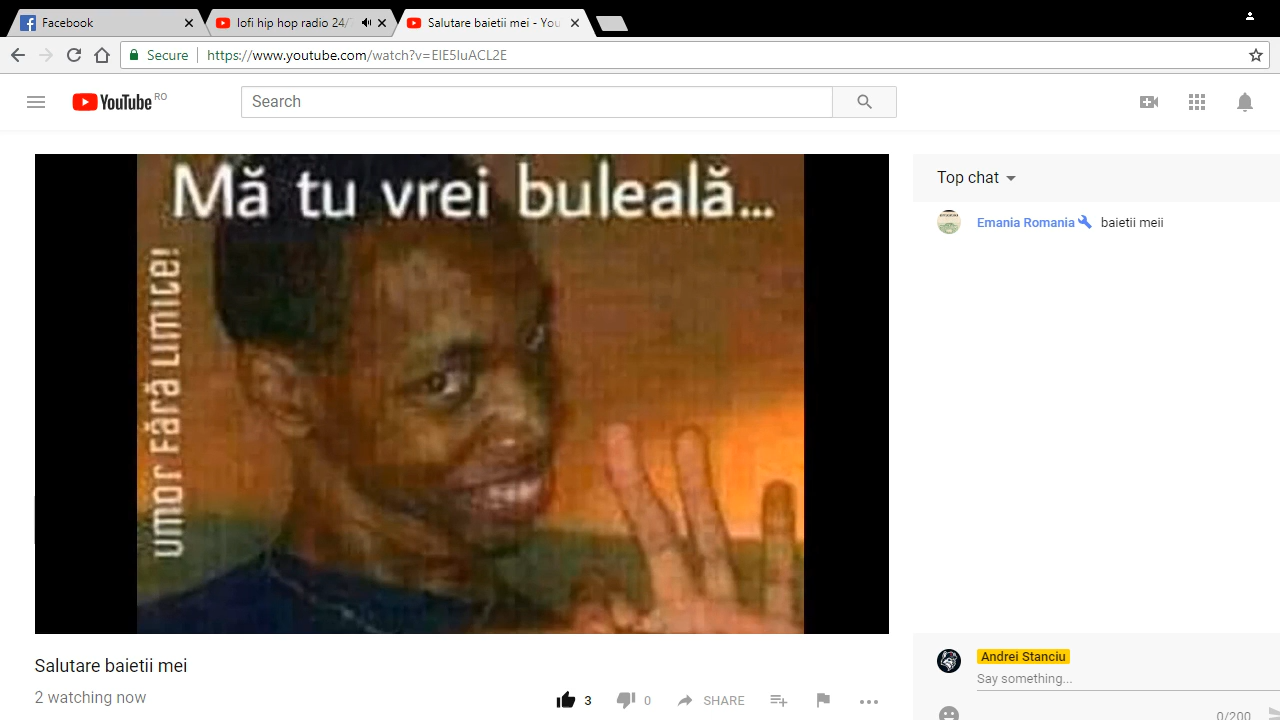 Facebook
lofi hip hop radio 24/
Salutare baietii mei - You
Secure
https://www.youtube.com/watch?v=EIE5IuACL2E
YouTube RO
Search
Mă tu vrei buleală...
umor fără limite!
Top chat
Emania Romania baietii meii
Salutare baietii mei
2 watching now
3
0
SHARE
Andrei Stanciu
Say something...
0/200